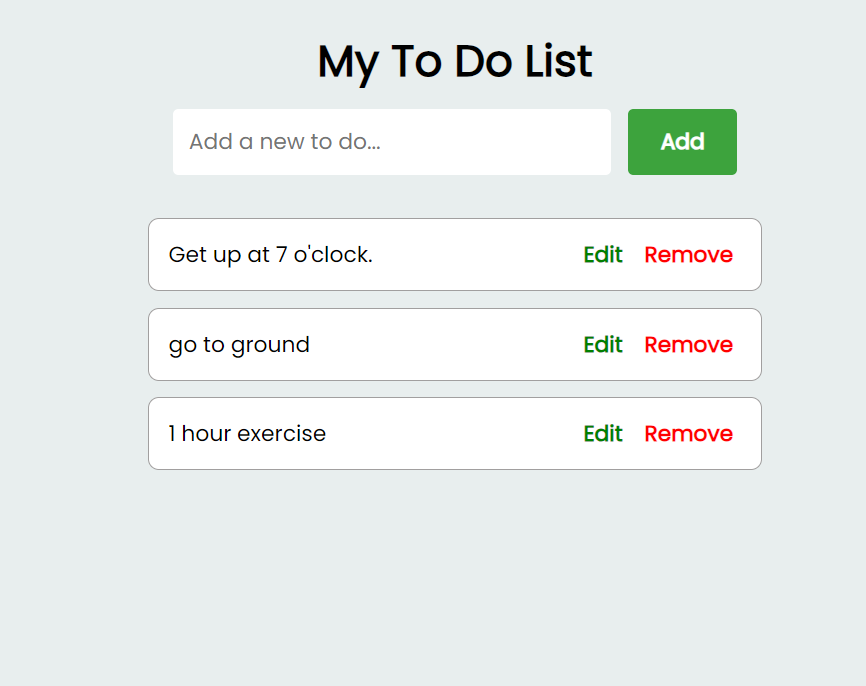 My To Do List
Add a new to do... Add
Get up at 7 o'clock. Edit Remove
go to ground Edit Remove
1 hour exercise Edit Remove